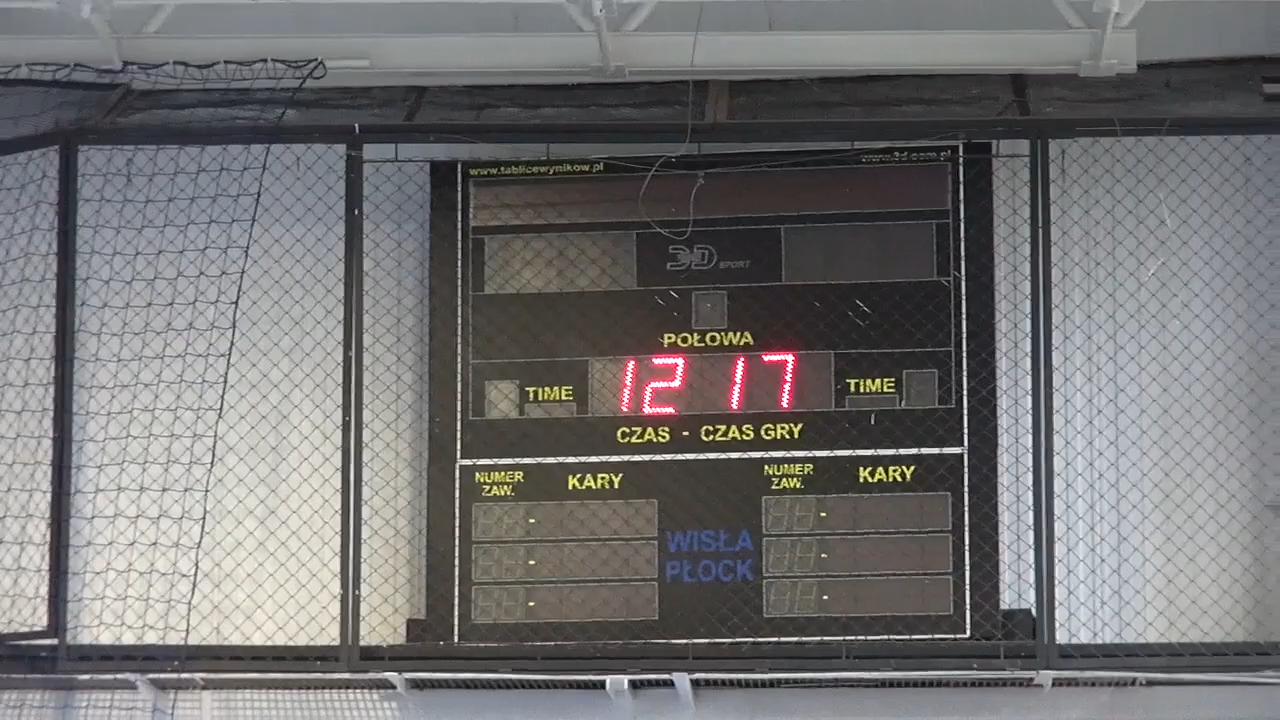 www.tablicewynikow.pl
www.3d.com.pl
3D SPORT
POŁOWA
TIME
12 17
TIME
CZAS - CZAS GRY
NUMER
ZAW.
KARY
NUMER
ZAW.
KARY
WISŁA
PŁOCK